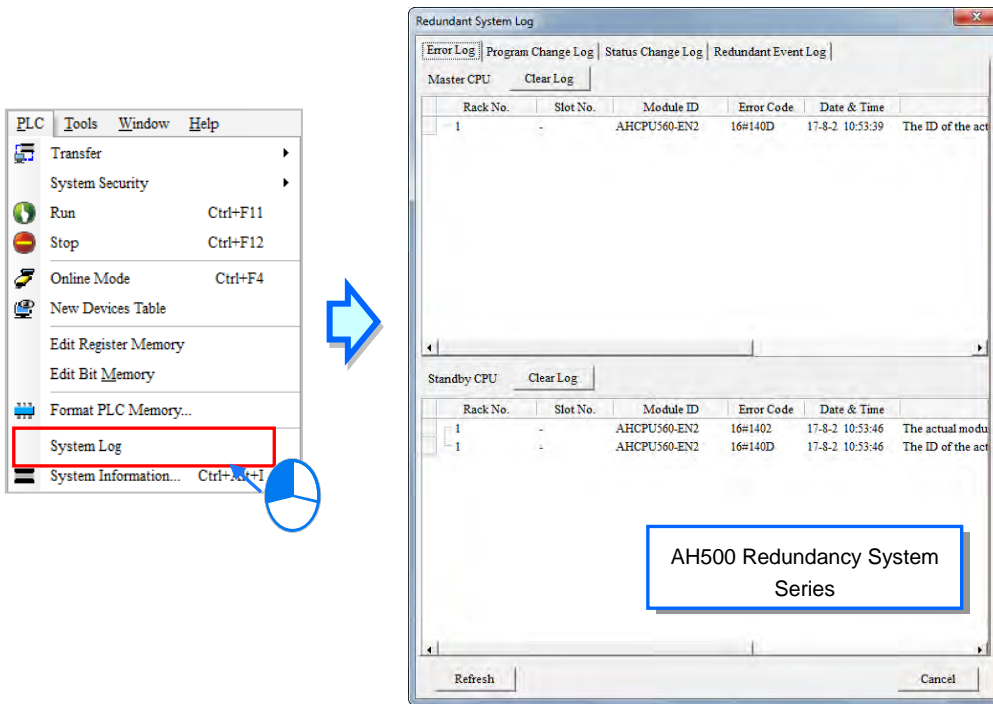 PLC Tools Window Help
Transfer
System Security
Run Ctrl+F11
Stop Ctrl+F12
Online Mode Ctrl+F4
New Devices Table
Edit Register Memory
Edit Bit Memory
Format PLC Memory...
System Log
System Information... Ctrl+Alt+I
Redundant System Log
Error Log Program Change Log Status Change Log Redundant Event Log
Master CPU Clear Log
Rack No. Slot No. Module ID Error Code Date & Time
1 - AHCPU560-EN2 16#140D 17-8-2 10:53:39 The ID of the act
Standby CPU Clear Log
Rack No. Slot No. Module ID Error Code Date & Time
1 - AHCPU560-EN2 16#1402 17-8-2 10:53:46 The actual modu
1 - AHCPU560-EN2 16#140D 17-8-2 10:53:46 The ID of the act
AH500 Redundancy System
Series
Refresh Cancel